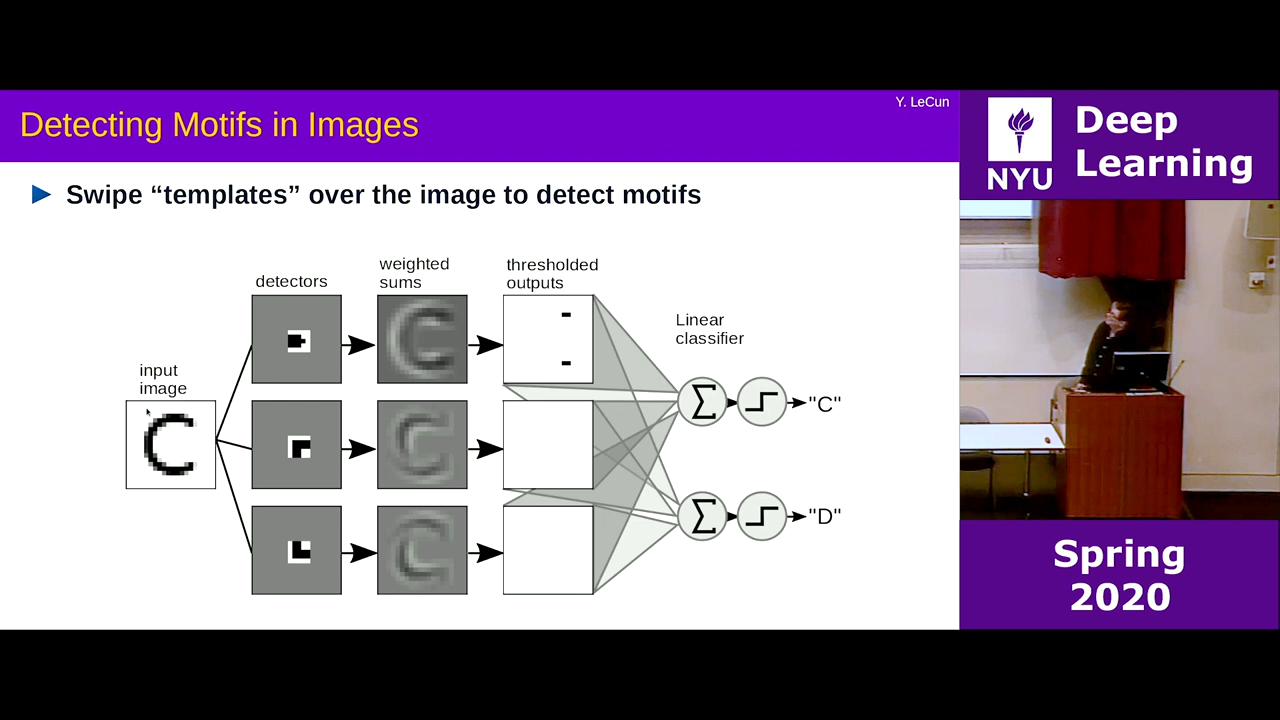 Y. LeCun
Detecting Motifs in Images
► Swipe “templates” over the image to detect motifs
detectors
weighted
sums
thresholded
outputs
Linear
classifier
input
image
C
Σ
"C"
Σ
"D"
NYU
Deep
Learning
Spring
2020